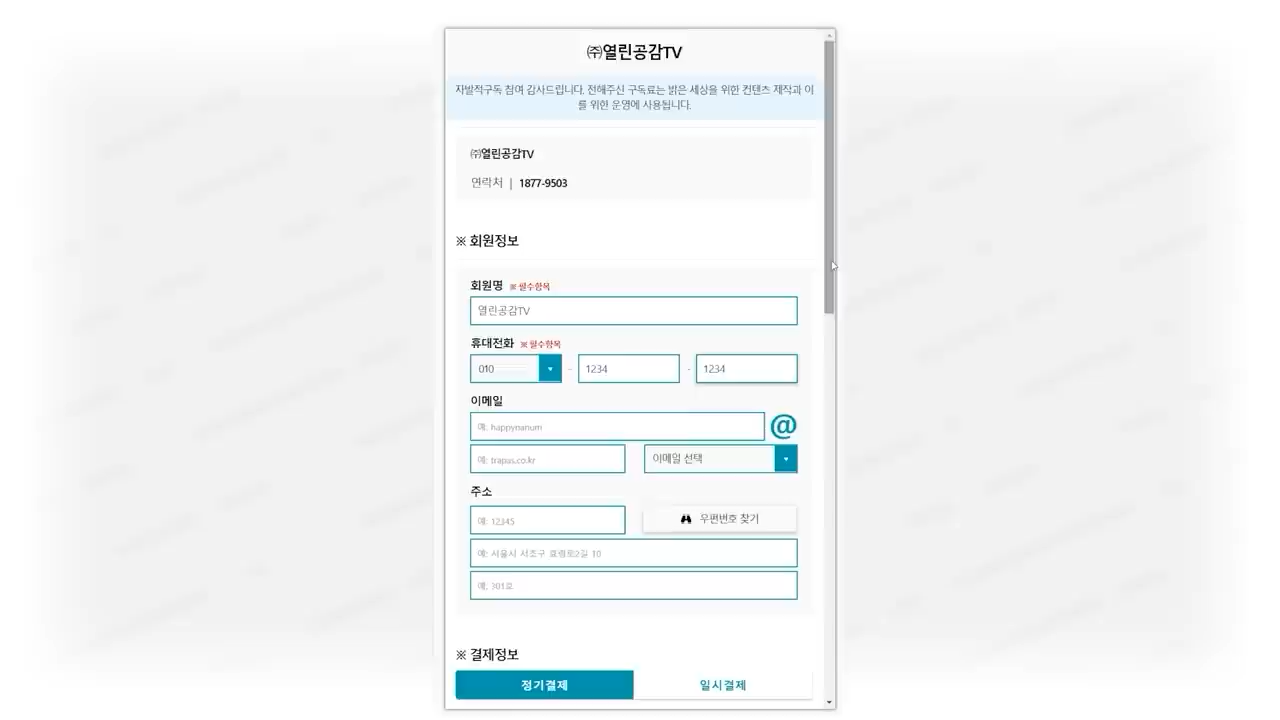 ㈜열린공감TV
자발적구독 참여 감사드립니다. 전해주신 구독료는 밝은 세상을 위한 컨텐츠 제작과 이
를 위한 운영에 사용됩니다.
㈜열린공감TV
연락처 | 1877-9503
※ 회원정보
회원명 ※ 필수항목
열린공감TV
휴대전화 ※ 필수항목
010 - 1234 - 1234
이메일
예: happynanum @
예: trapus.co.kr 이메일 선택
주소
예: 12345 우편번호 찾기
예: 서울시 서초구 효령로2길 10
예: 301호
※ 결제정보
정기결제 일시결제